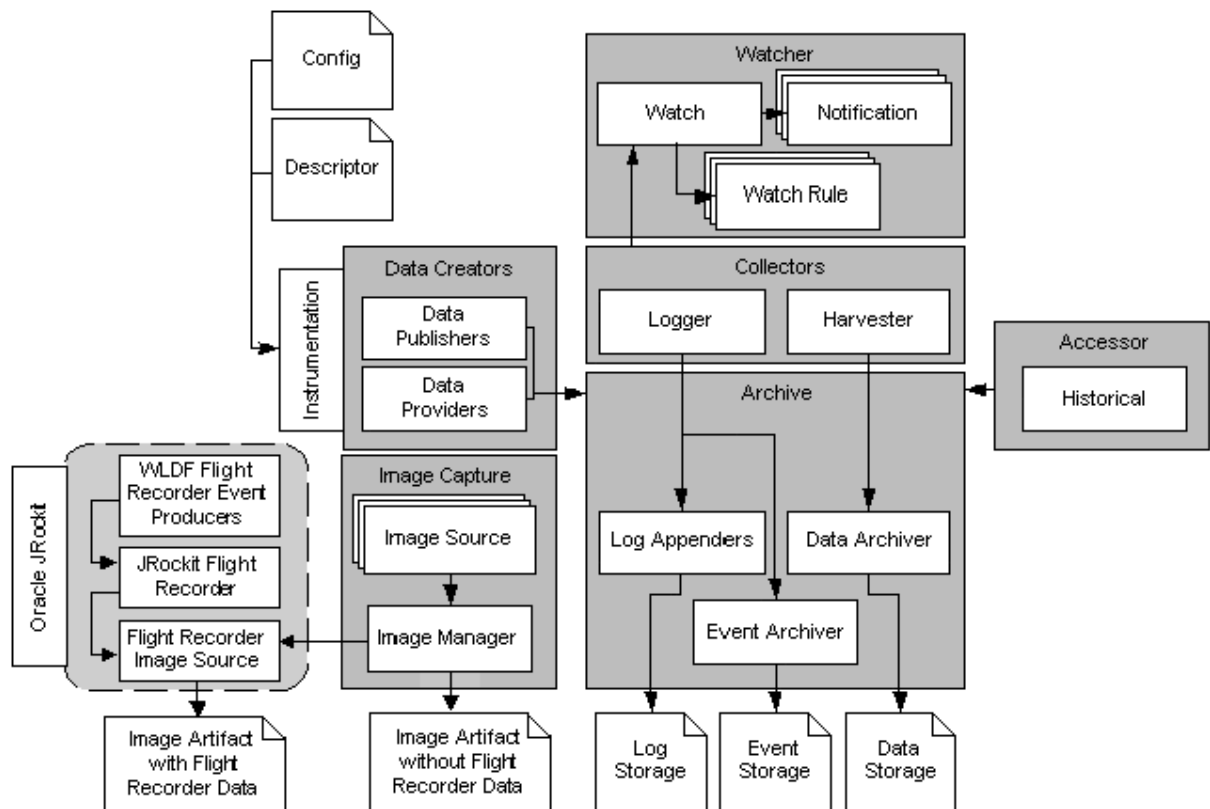 Config
Descriptor
Watcher
Watch
Notification
Watch Rule
Instrumentation
Data Creators
Data
Publishers
Data
Providers
Collectors
Logger
Harvester
Accessor
Historical
Archive
Log Appenders
Data Archiver
Event Archiver
Oracle JRockit
WLDF Flight
Recorder Event
Producers
JRockit Flight
Recorder
Flight Recorder
Image Source
Image Capture
Image Source
Image Manager
Image Artifact
with Flight
Recorder Data
Image Artifact
without Flight
Recorder Data
Log
Storage
Event
Storage
Data
Storage